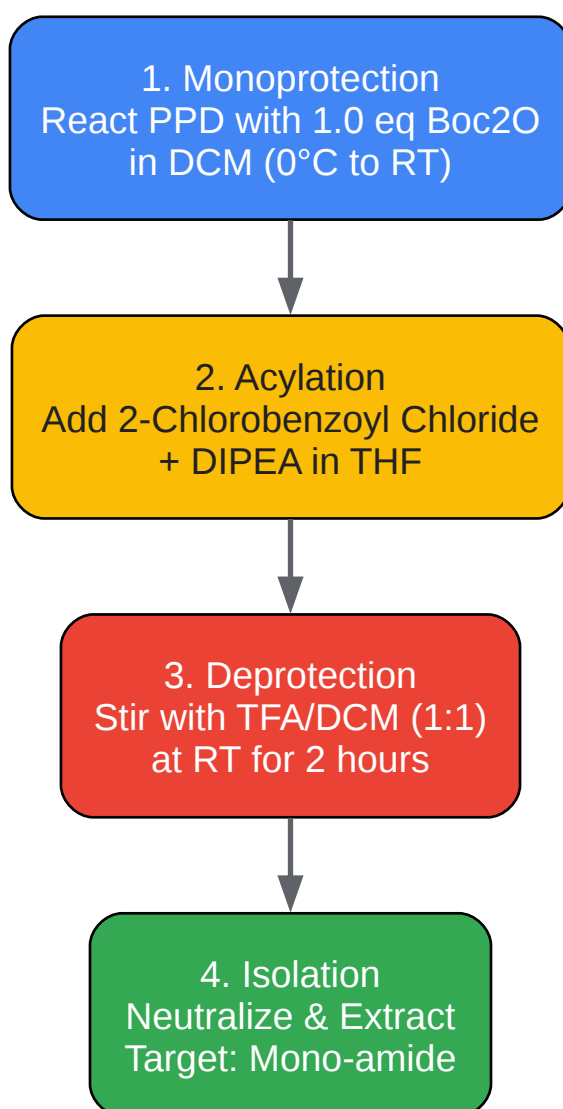 1. Monoprotection
React PPD with 1.0 eq Boc2O
in DCM (0°C to RT)
2. Acylation
Add 2-Chlorobenzoyl Chloride
+ DIPEA in THF
3. Deprotection
Stir with TFA/DCM (1:1)
at RT for 2 hours
4. Isolation
Neutralize & Extract
Target: Mono-amide